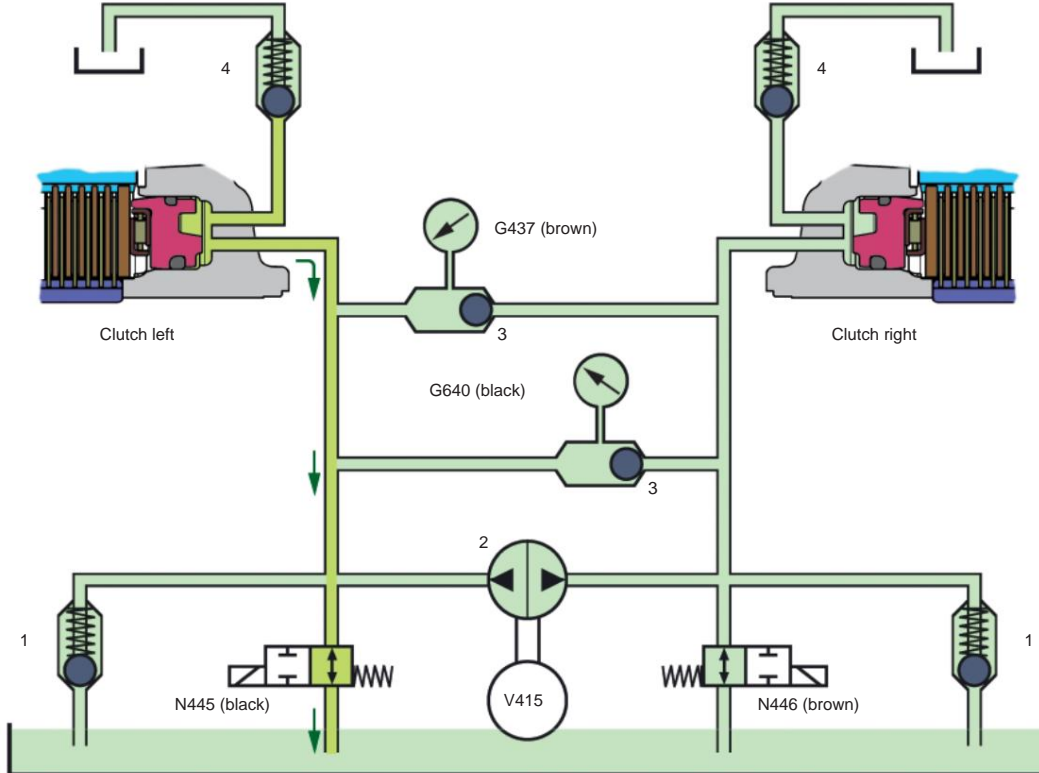 4
4
G437 (brown)
3
Clutch left
Clutch right
G640 (black)
3
2
1
1
N445 (black)
V415
N446 (brown)